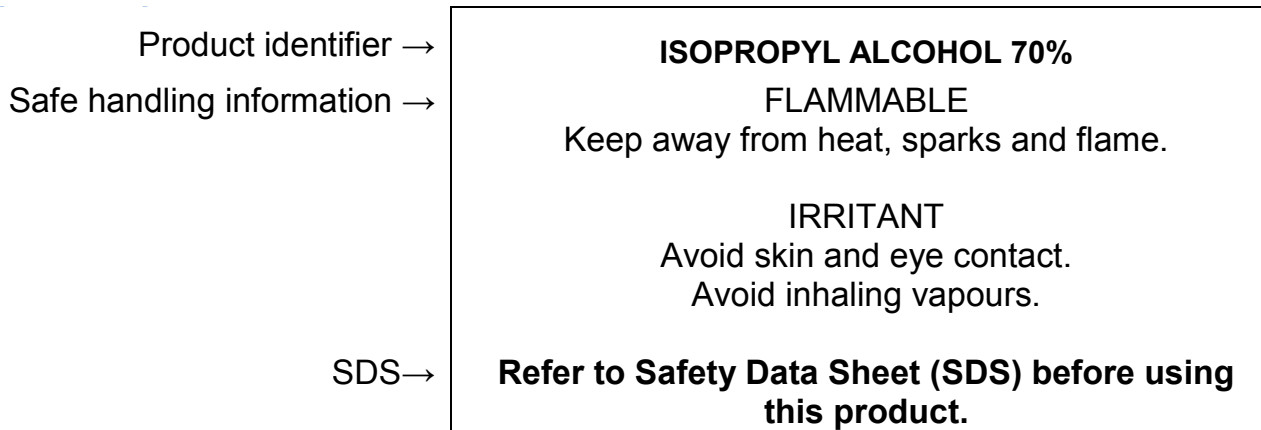 Product identifier → ISOPROPYL ALCOHOL 70%
Safe handling information → FLAMMABLE
Keep away from heat, sparks and flame.
IRRITANT
Avoid skin and eye contact.
Avoid inhaling vapours.
SDS→ Refer to Safety Data Sheet (SDS) before using
this product.